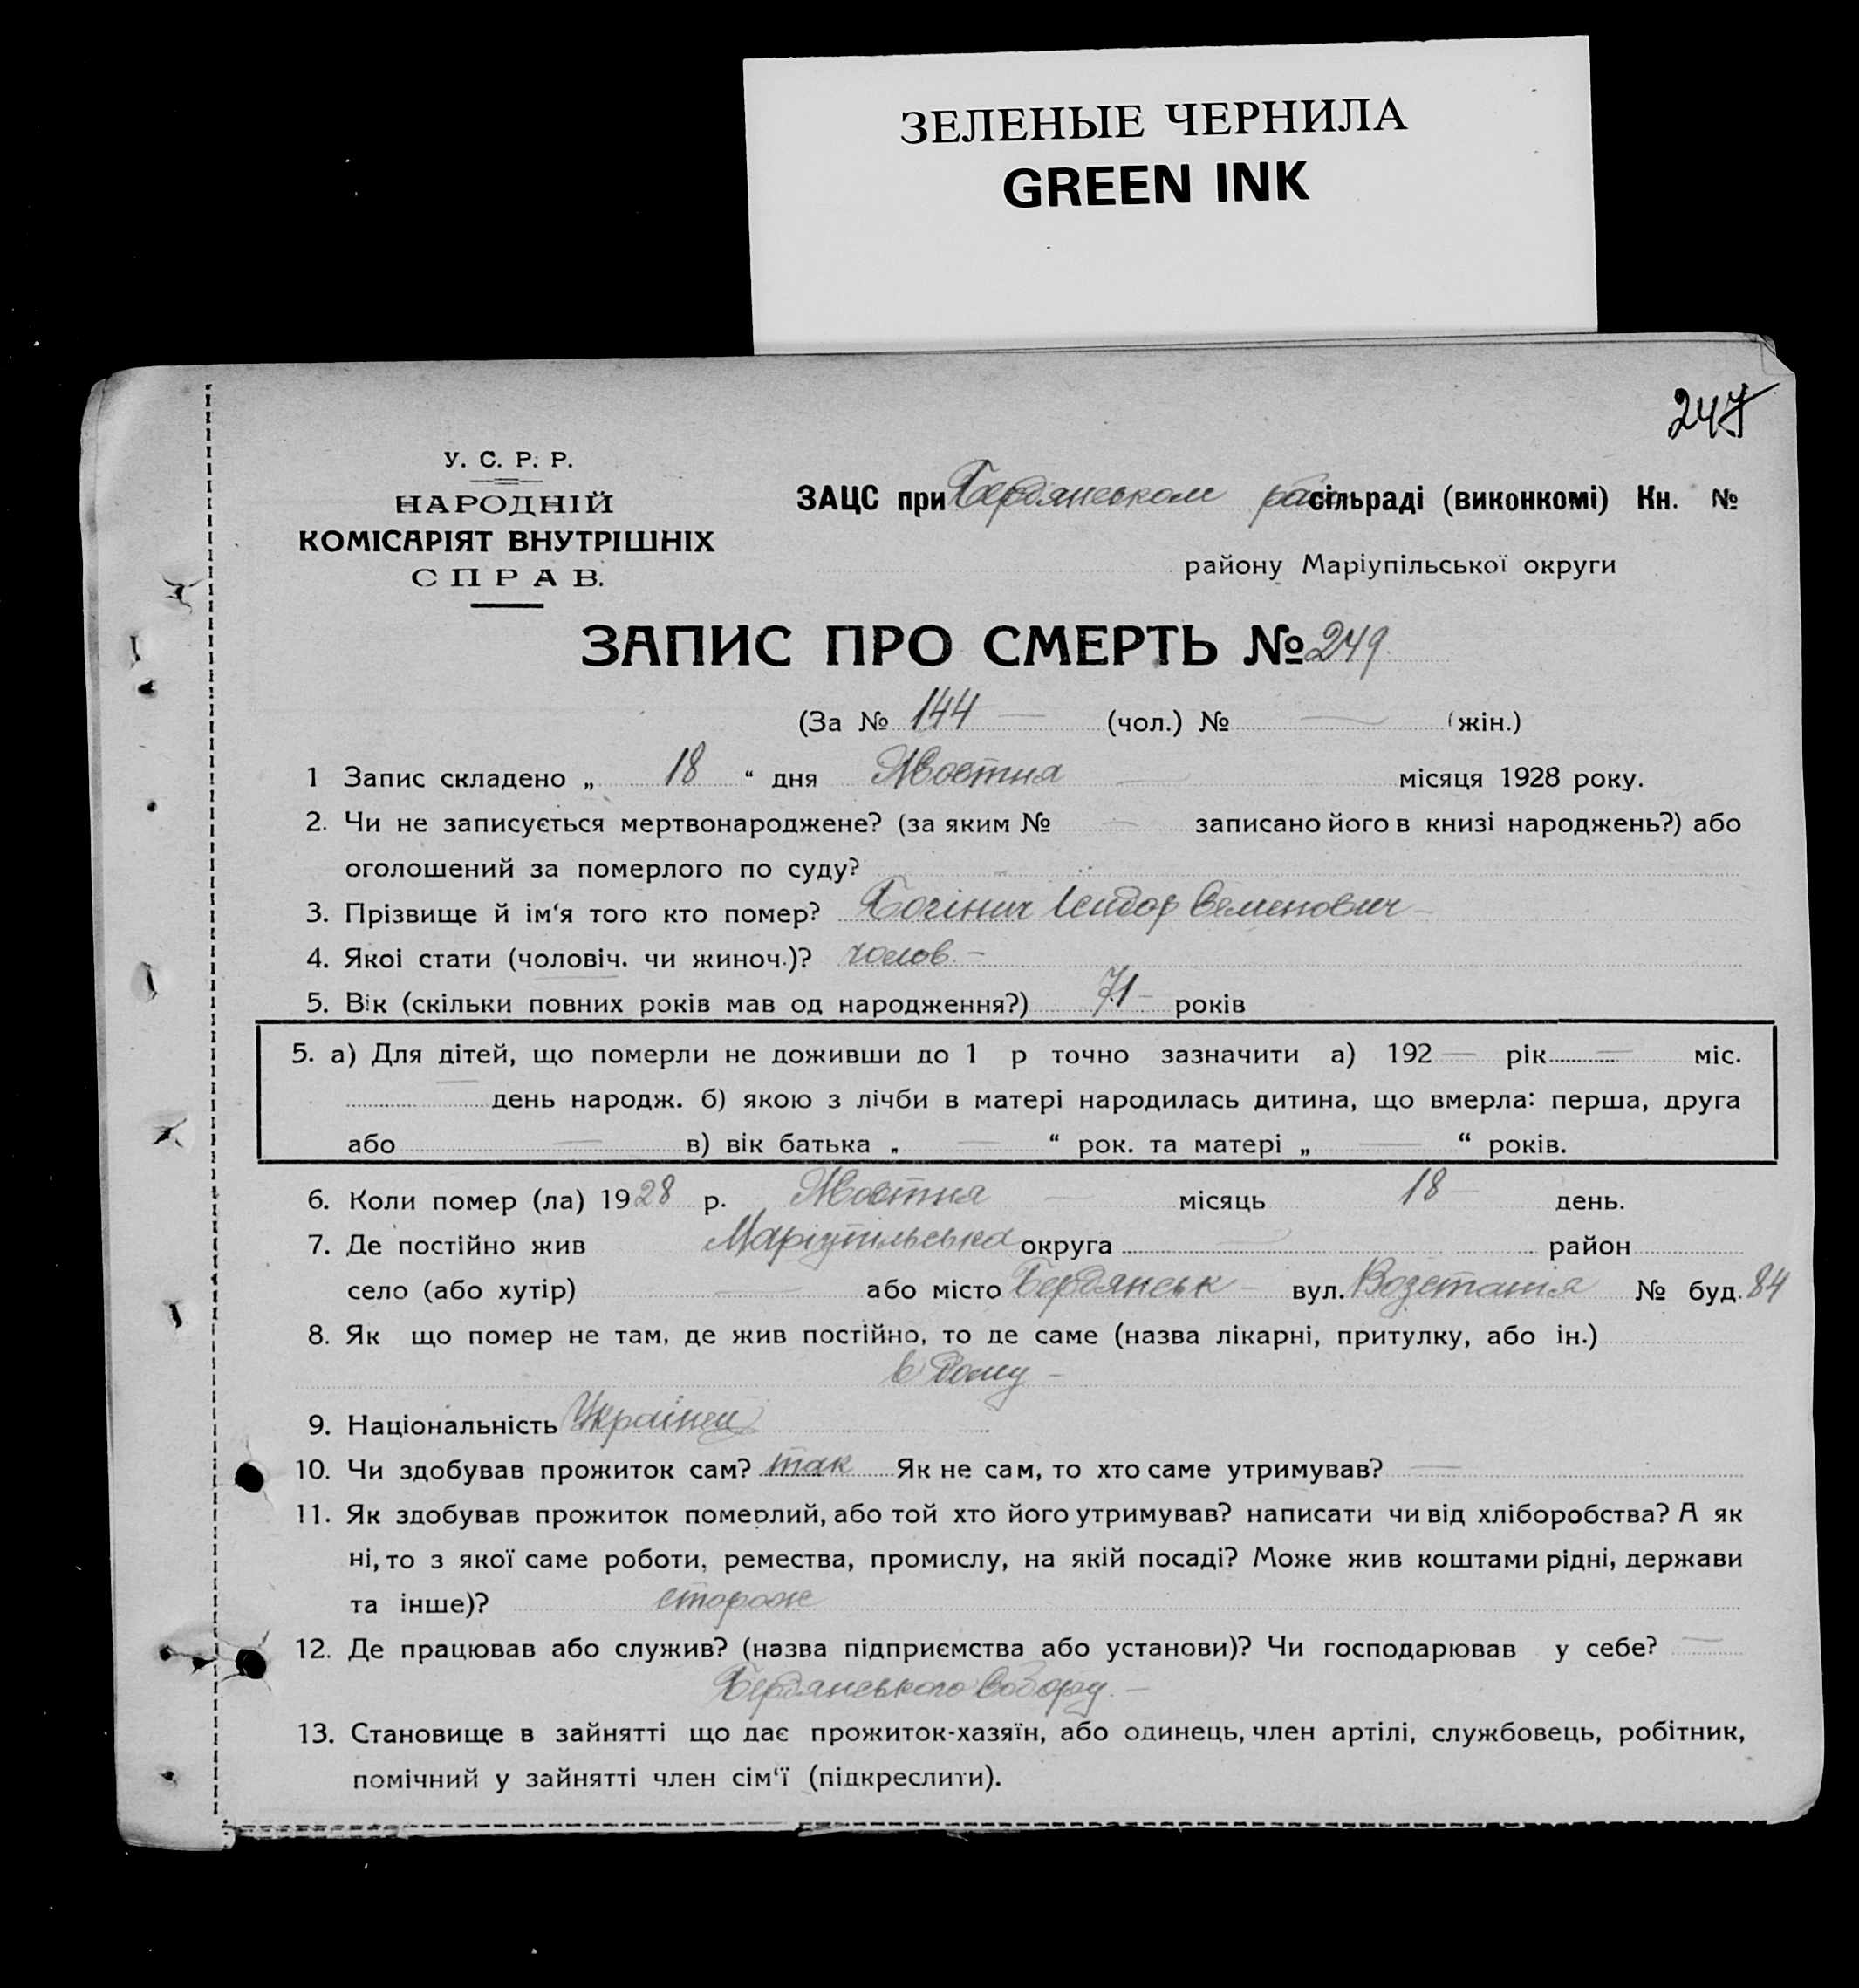 ЗЕЛЕНЫЕ ЧЕРНИЛА
GREEN INK
247
У. С. Р. Р.
НАРОДНІЙ
КОМІСАРІЯТ ВНУТРІШНІХ
СПРАВ.
ЗАЦС при Бердянськом рай сільраді (виконкомі) Кн. №
району Маріупільської округи
ЗАПИС ПРО СМЕРТЬ № 249
(За № 144 — (чол.) № — (жін.)
1 Запис складено „ 18 “ дня Жовтня — місяця 1928 року.
2. Чи не записується мертвонароджене? (за яким № — записано його в книзі народжень?) або
оголошений за померлого по суду?
3. Прізвище й ім‘я того кто помер? Богінич Ісидор Семенович —
4. Якоі стати (чоловіч. чи жиноч.)? чолов. —
5. Вік (скільки повних років мав од народження?) 71 — років
5. а) Для дітей, що померли не доживши до 1 р точно зазначити а) 192 — рік — міс.
— день народж. б) якою з лічби в матері народилась дитина, що вмерла: перша, друга
або — в) вік батька „ — “ рок. та матері „ — “ років.
6. Коли помер (ла) 1928 р. Жовтня — місяць 18 — день.
7. Де постійно жив Маріупільська округа — район
село (або хутір) — або місто Бердянськ — вул. Возстанія № буд. 84
8. Як що помер не там, де жив постійно, то де саме (назва лікарні, притулку, або ін.)
в дому —
9. Національність Українец
10. Чи здобував прожиток сам? так Як не сам, то хто саме утримував? —
11. Як здобував прожиток померлий, або той хто його утримував? написати чи від хліборобства? А як
ні, то з якої саме роботи, ремества, промислу, на якій посаді? Може жив коштами рідні, держави
та інше)? сторож
12. Де працював або служив? (назва підприємства або установи)? Чи господарював у себе? —
Бердянського Собору. —
13. Становище в зайнятті що дає прожиток-хазяїн, або одинець, член артілі, службовець, робітник,
помічний у зайнятті член сім‘ї (підкреслити).